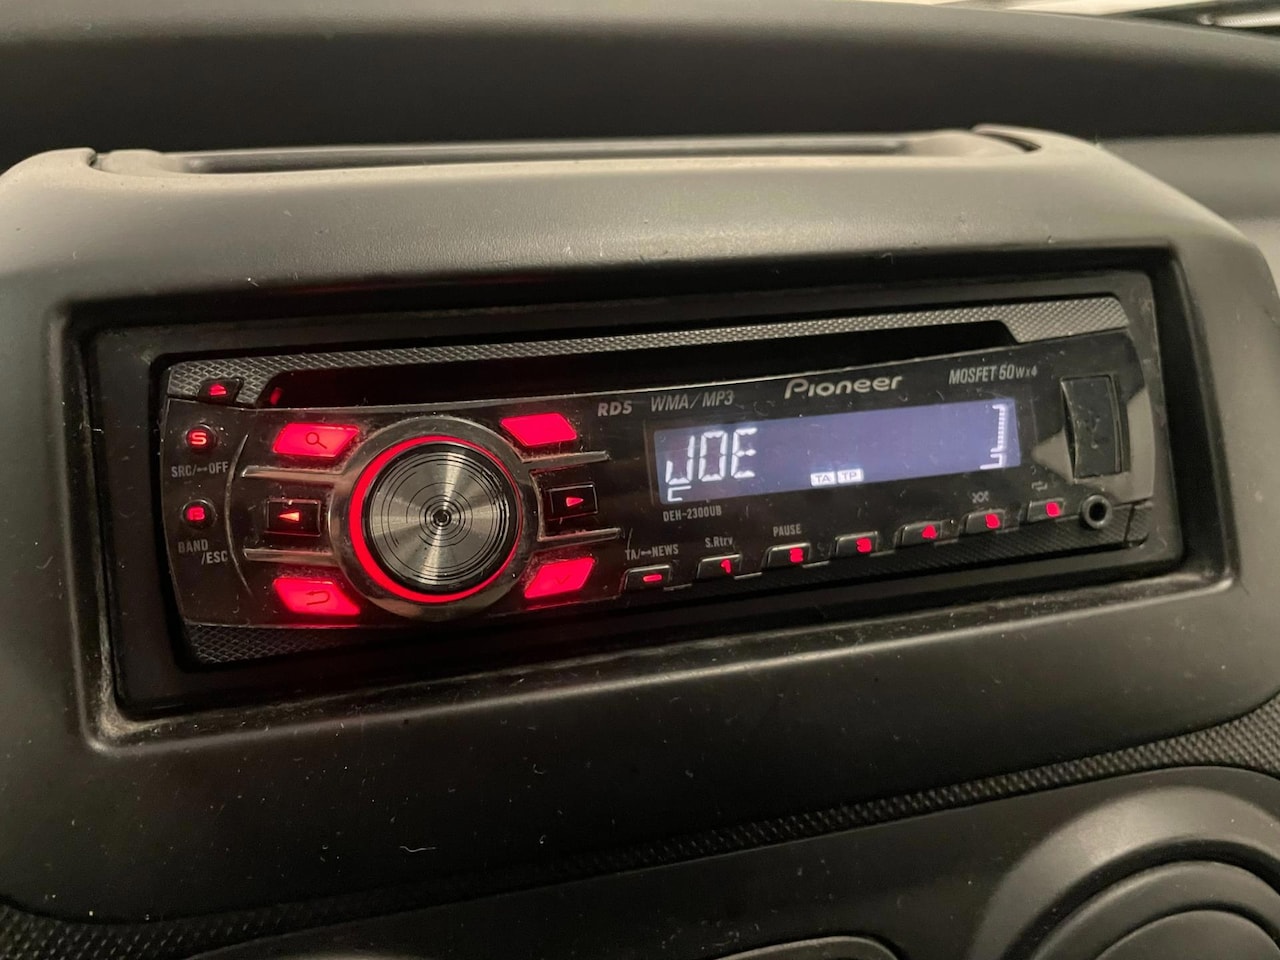 Pioneer
MOSFET 50Wx4
RDS WMA/MP3
JOE
TA TP
DEH-2300UB
S
SRC/OFF
B
BAND
/ESC
TA/NEWS
S.Rtrv
PAUSE
1 2 3 4 5 6